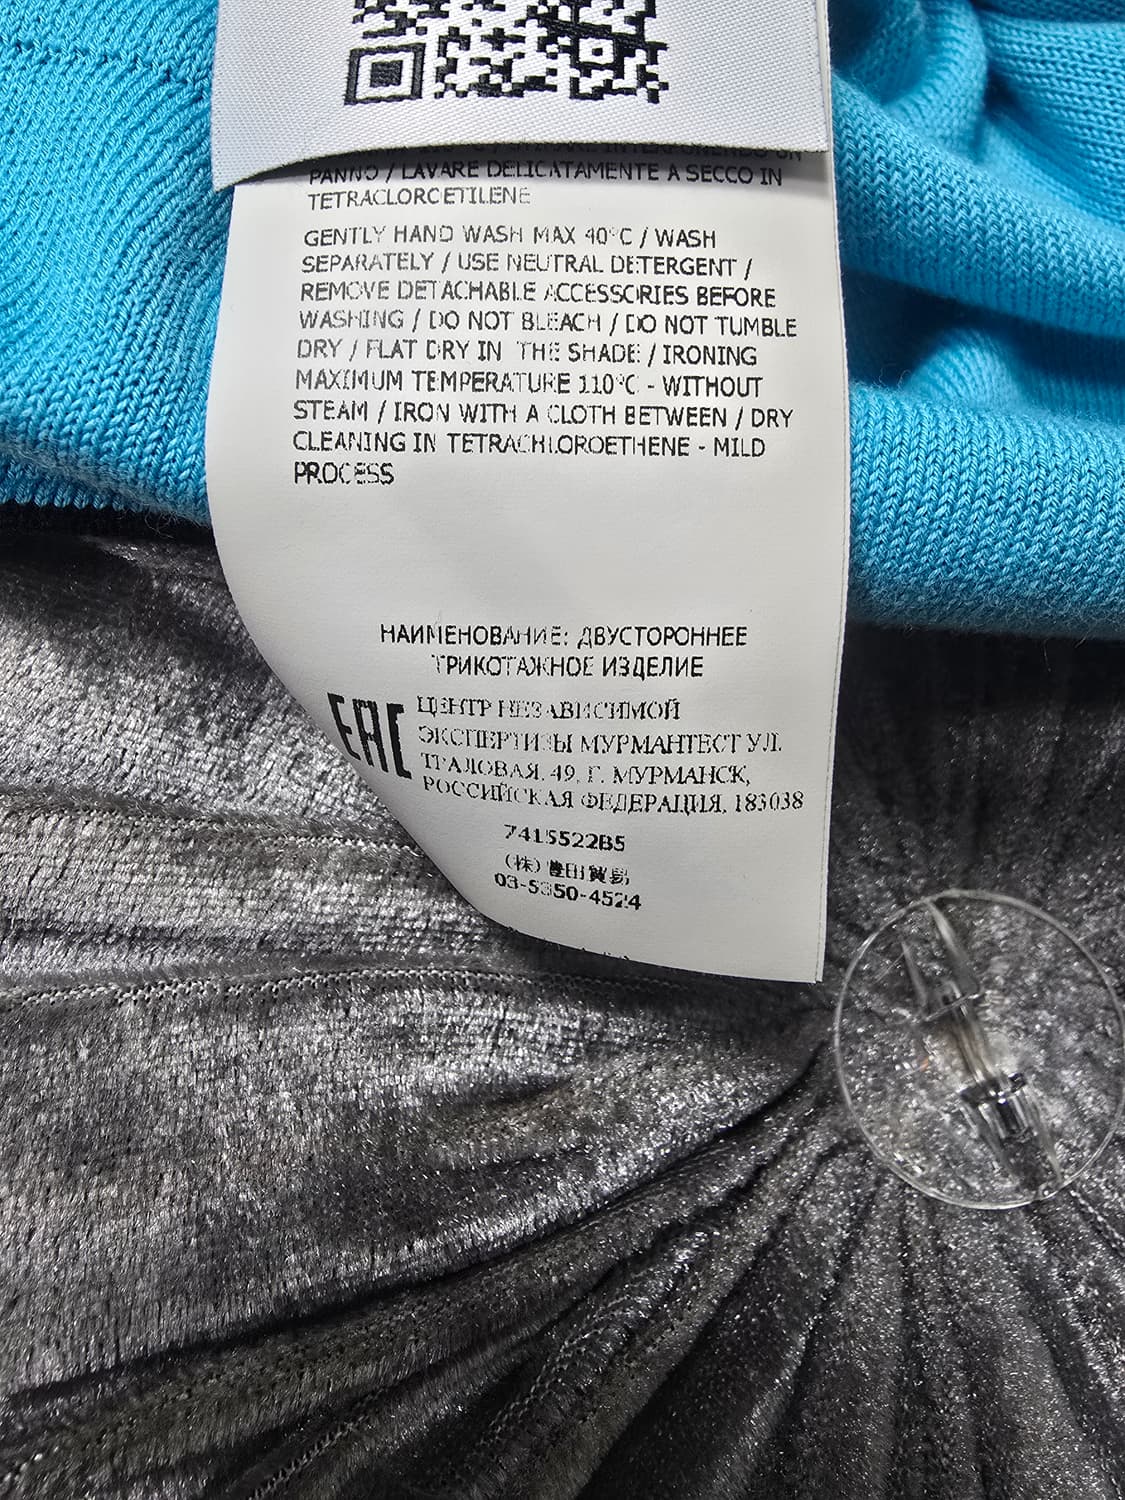 PANNO / LAVARE DELICATAMENTE A SECCO IN
TETRACLORCETILENE
GENTLY HAND WASH MAX 40°C / WASH
SEPARATELY / USE NEUTRAL DETERGENT /
REMOVE DETACHABLE ACCESSORIES BEFORE
WASHING / DO NOT BLEACH / DO NOT TUMBLE
DRY / FLAT DRY IN THE SHADE / IRONING
MAXIMUM TEMPERATURE 110°C - WITHOUT
STEAM / IRON WITH A CLOTH BETWEEN / DRY
CLEANING IN TETRACHLOROETHENE - MILD
PROCESS
НАИМЕНОВАНИЕ: ДВУСТОРОННЕЕ
ТРИКОТАЖНОЕ ИЗДЕЛИЕ
EAC
ЦЕНТР НЕЗАВИСИМОЙ
ЭКСПЕРТИЗЫ МУРМАНТЕСТ УЛ.
ТРАЛОВАЯ, 49, Г. МУРМАНСК,
РОССИЙСКАЯ ФЕДЕРАЦИЯ, 183038
7415522B5
(株) 豊田貿易
03-5350-4524